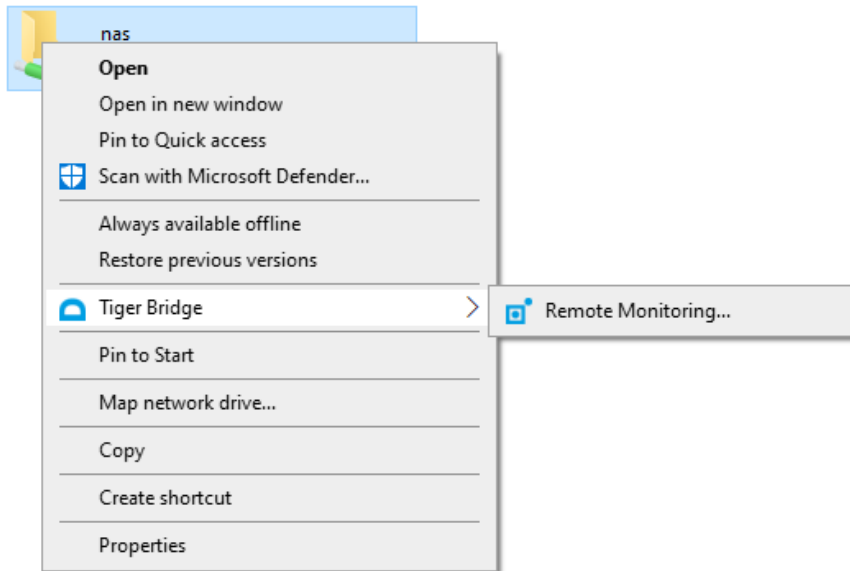 nas
Open
Open in new window
Pin to Quick access
Scan with Microsoft Defender...
Always available offline
Restore previous versions
Tiger Bridge
Remote Monitoring...
Pin to Start
Map network drive...
Copy
Create shortcut
Properties